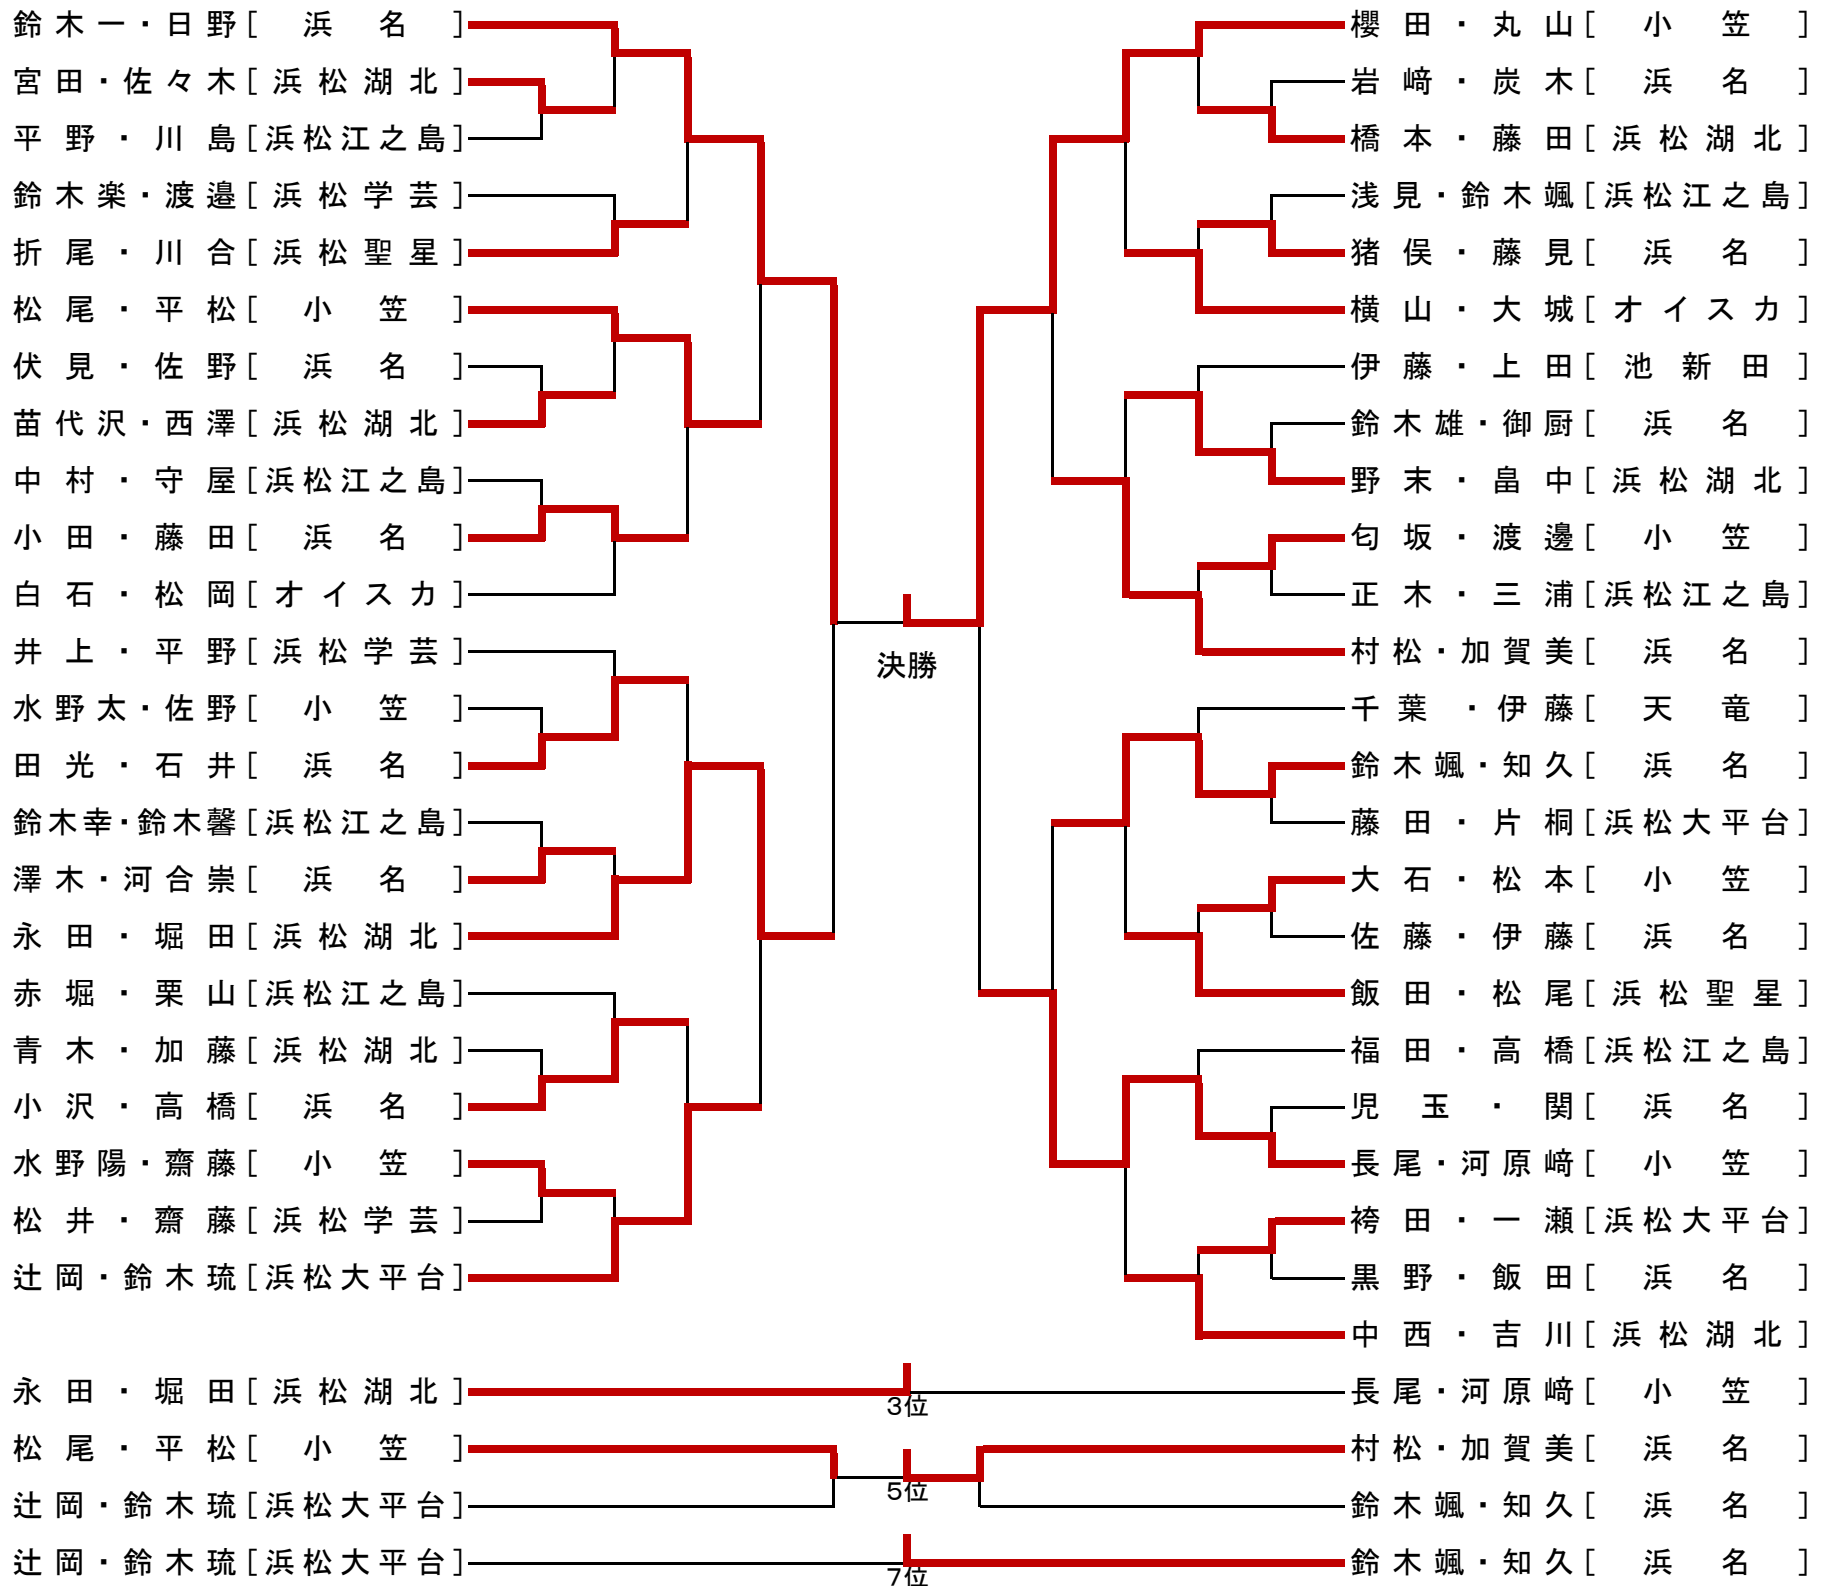 鈴木一・日野[浜名]
宮田・佐々木[浜松湖北]
平野・川島[浜松江之島]
鈴木楽・渡邉[浜松学芸]
折尾・川合[浜松聖星]
松尾・平松[小笠]
伏見・佐野[浜名]
苗代沢・西澤[浜松湖北]
中村・守屋[浜松江之島]
小田・藤田[浜名]
白石・松岡[オイスカ]
井上・平野[浜松学芸]
水野太・佐野[小笠]
田光・石井[浜名]
鈴木幸・鈴木馨[浜松江之島]
澤木・河合崇[浜名]
永田・堀田[浜松湖北]
赤堀・栗山[浜松江之島]
青木・加藤[浜松湖北]
小沢・高橋[浜名]
水野陽・齋藤[小笠]
松井・齋藤[浜松学芸]
辻岡・鈴木琉[浜松大平台]
決勝
櫻田・丸山[小笠]
岩﨑・炭木[浜名]
橋本・藤田[浜松湖北]
浅見・鈴木颯[浜松江之島]
猪俣・藤見[浜名]
横山・大城[オイスカ]
伊藤・上田[池新田]
鈴木雄・御厨[浜名]
野末・畠中[浜松湖北]
匂坂・渡邊[小笠]
正木・三浦[浜松江之島]
村松・加賀美[浜名]
千葉・伊藤[天竜]
鈴木颯・知久[浜名]
藤田・片桐[浜松大平台]
大石・松本[小笠]
佐藤・伊藤[浜名]
飯田・松尾[浜松聖星]
福田・高橋[浜松江之島]
児玉・関[浜名]
長尾・河原﨑[小笠]
袴田・一瀬[浜松大平台]
黒野・飯田[浜名]
中西・吉川[浜松湖北]
永田・堀田[浜松湖北]
3位
長尾・河原﨑[小笠]
松尾・平松[小笠]
村松・加賀美[浜名]
5位
辻岡・鈴木琉[浜松大平台]
鈴木颯・知久[浜名]
辻岡・鈴木琉[浜松大平台]
7位
鈴木颯・知久[浜名]